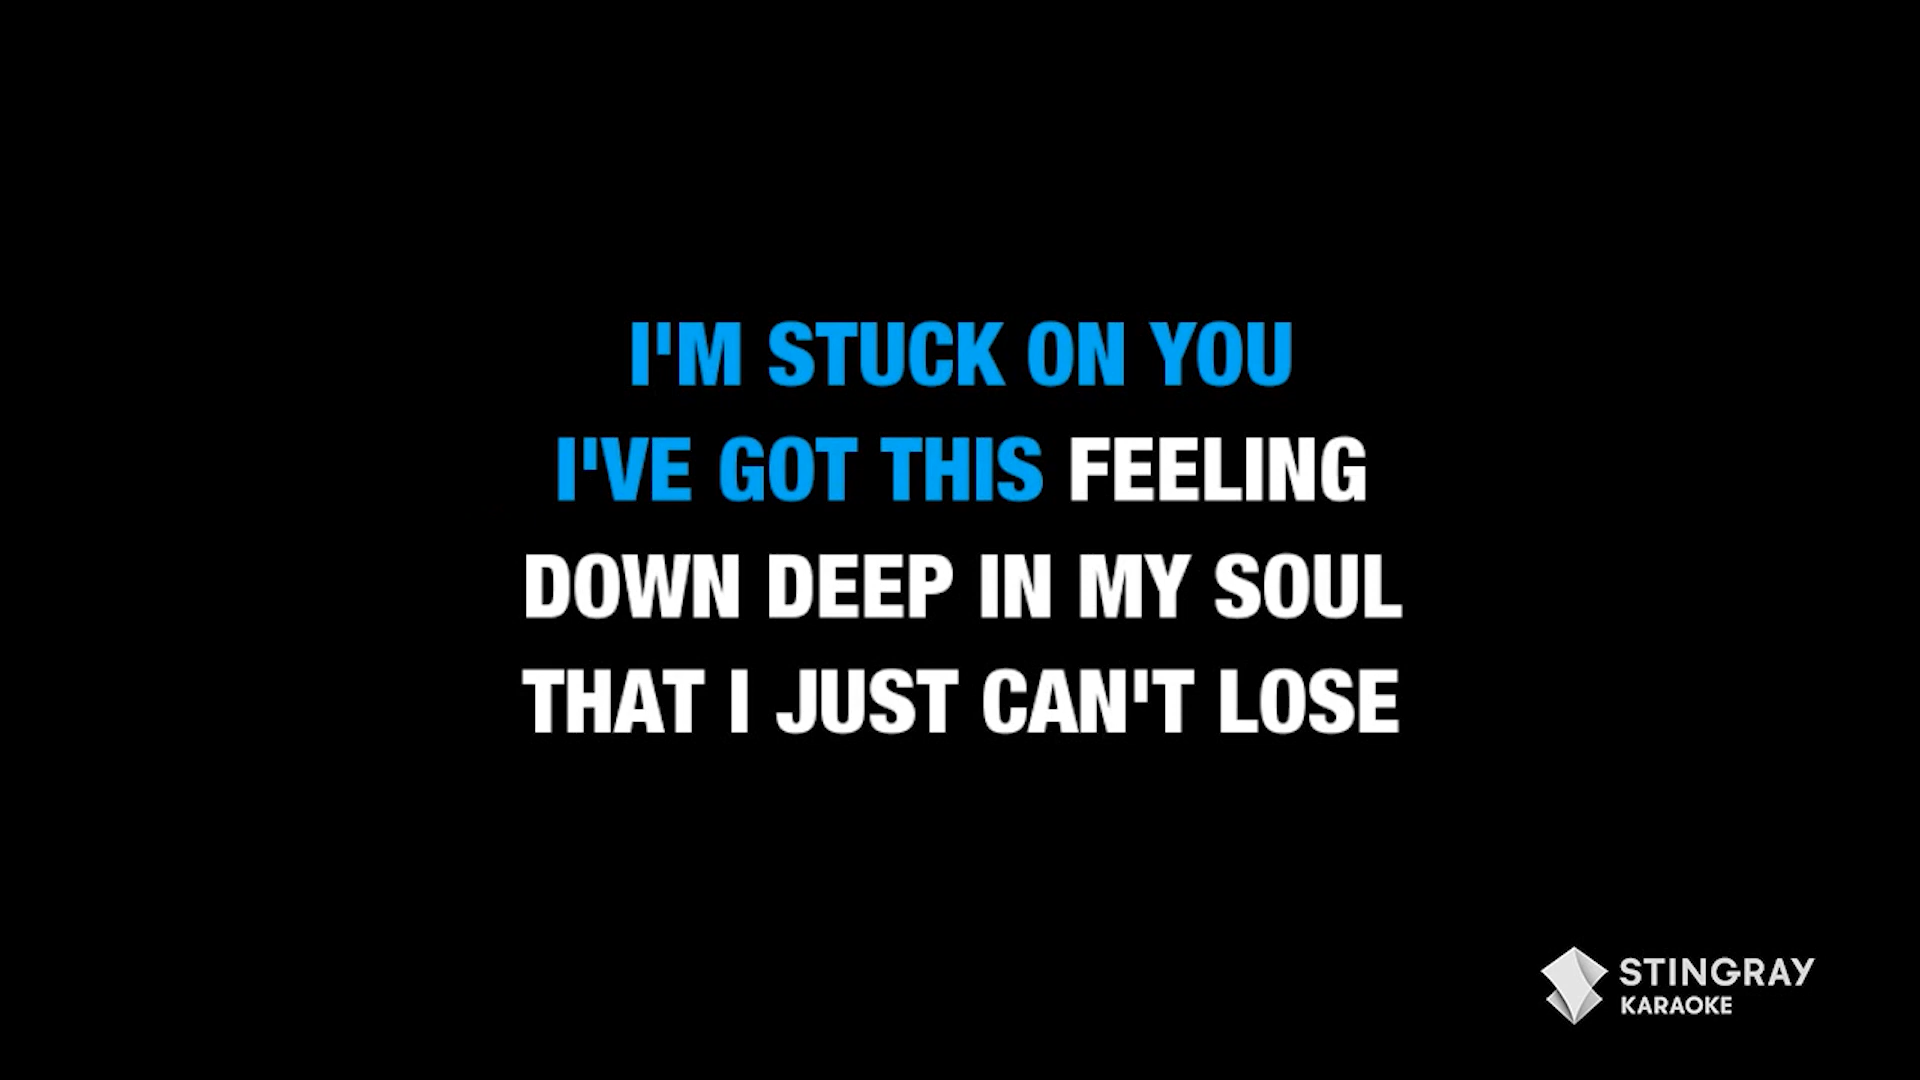 I'M STUCK ON YOU
I'VE GOT THIS FEELING
DOWN DEEP IN MY SOUL
THAT I JUST CAN'T LOSE
STINGRAY
KARAOKE